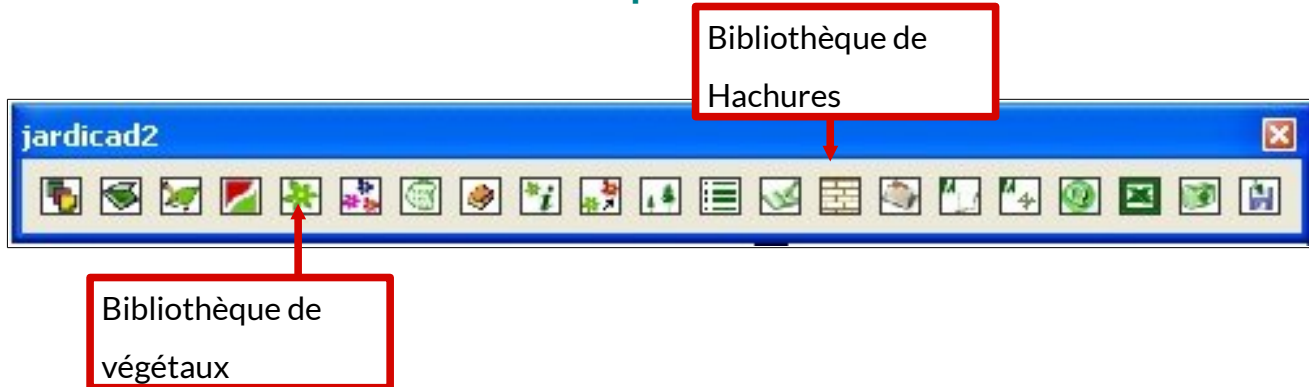 Bibliothèque de
Hachures
jardicad2
Bibliothèque de
végétaux